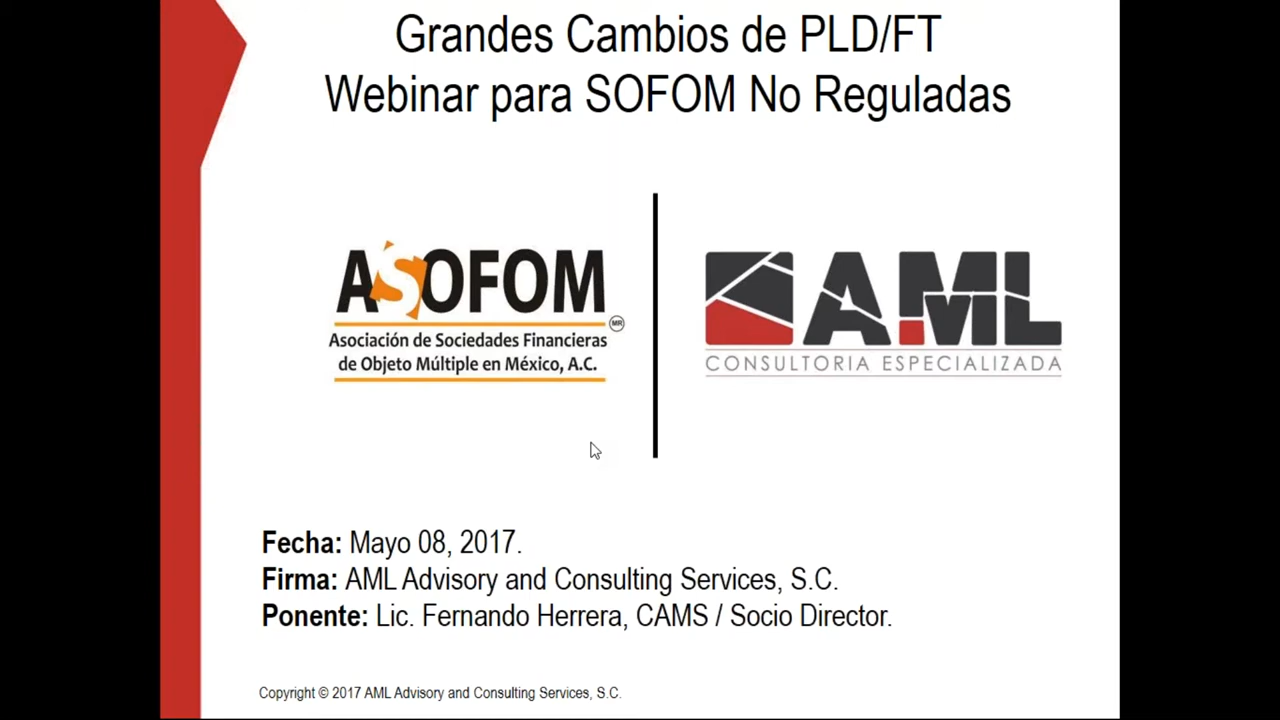 Grandes Cambios de PLD/FT
Webinar para SOFOM No Reguladas
ASOFOM
MR
Asociación de Sociedades Financieras
de Objeto Múltiple en México, A.C.
AML
CONSULTORIA ESPECIALIZADA
Fecha: Mayo 08, 2017.
Firma: AML Advisory and Consulting Services, S.C.
Ponente: Lic. Fernando Herrera, CAMS / Socio Director.
Copyright © 2017 AML Advisory and Consulting Services, S.C.